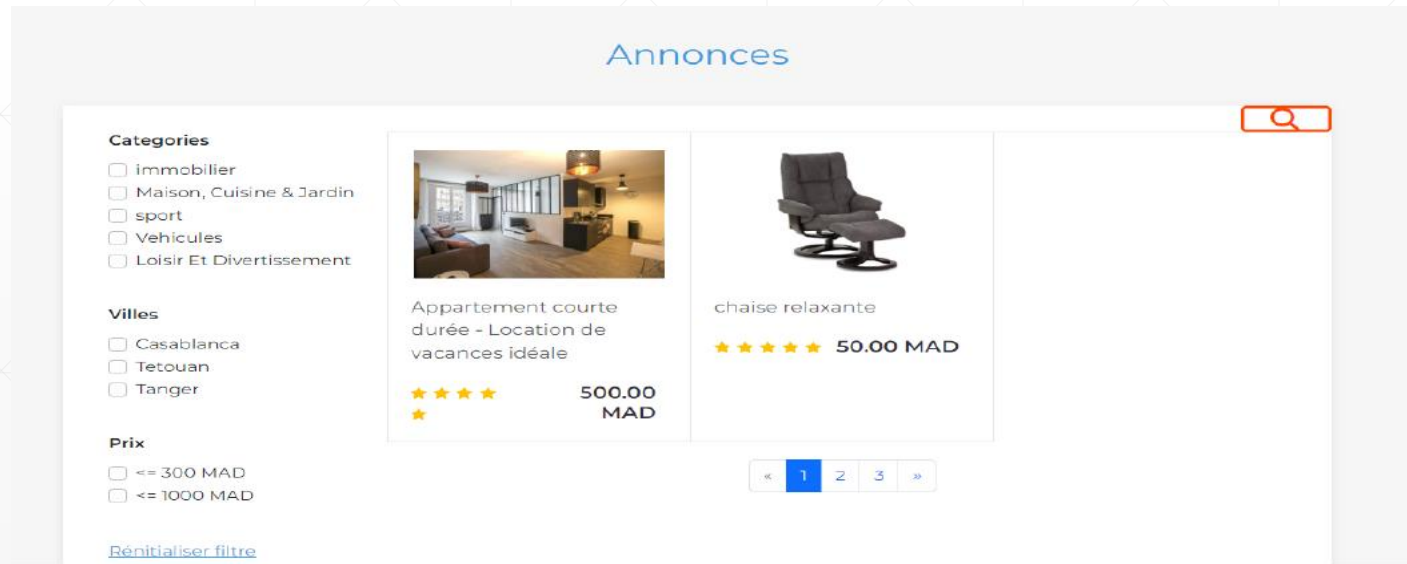 Annonces
Categories
immobilier
Maison, Cuisine & Jardin
sport
Vehicules
Loisir Et Divertissement
Villes
Casablanca
Tetouan
Tanger
Prix
<= 300 MAD
<= 1000 MAD
Rénitialiser filtre
Appartement courte
durée - Location de
vacances idéale
500.00
MAD
chaise relaxante
50.00 MAD
« 1 2 3 »